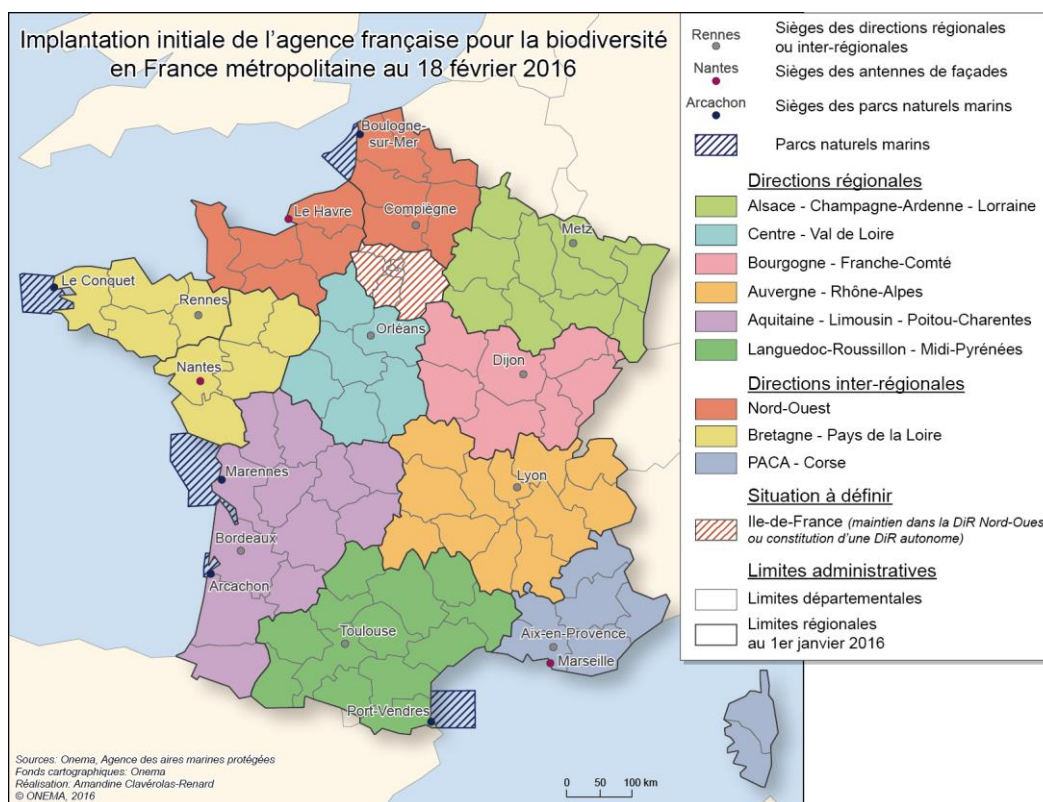 Implantation initiale de l'agence française pour la biodiversité
en France métropolitaine au 18 février 2016
Boulogne-
sur-Mer
Le Havre
Compiègne
Metz
Le Conquet
Rennes
Orléans
Nantes
Dijon
Marennes
Lyon
Bordeaux
Arcachon
Toulouse
Aix-en-Provence
Marseille
Port-Vendres
Sources: Onema, Agence des aires marines protégées
Fonds cartographiques: Onema
Réalisation: Amandine Clavérolas-Renard
© ONEMA, 2016
0 50 100 km
Rennes
Sièges des directions régionales
ou inter-régionales
Nantes
Sièges des antennes de façades
Arcachon
Sièges des parcs naturels marins
Parcs naturels marins
Directions régionales
Alsace - Champagne-Ardenne - Lorraine
Centre - Val de Loire
Bourgogne - Franche-Comté
Auvergne - Rhône-Alpes
Aquitaine - Limousin - Poitou-Charentes
Languedoc-Roussillon - Midi-Pyrénées
Directions inter-régionales
Nord-Ouest
Bretagne - Pays de la Loire
PACA - Corse
Situation à définir
Ile-de-France (maintien dans la DiR Nord-Oues
ou constitution d'une DiR autonome)
Limites administratives
Limites départementales
Limites régionales
au 1er janvier 2016